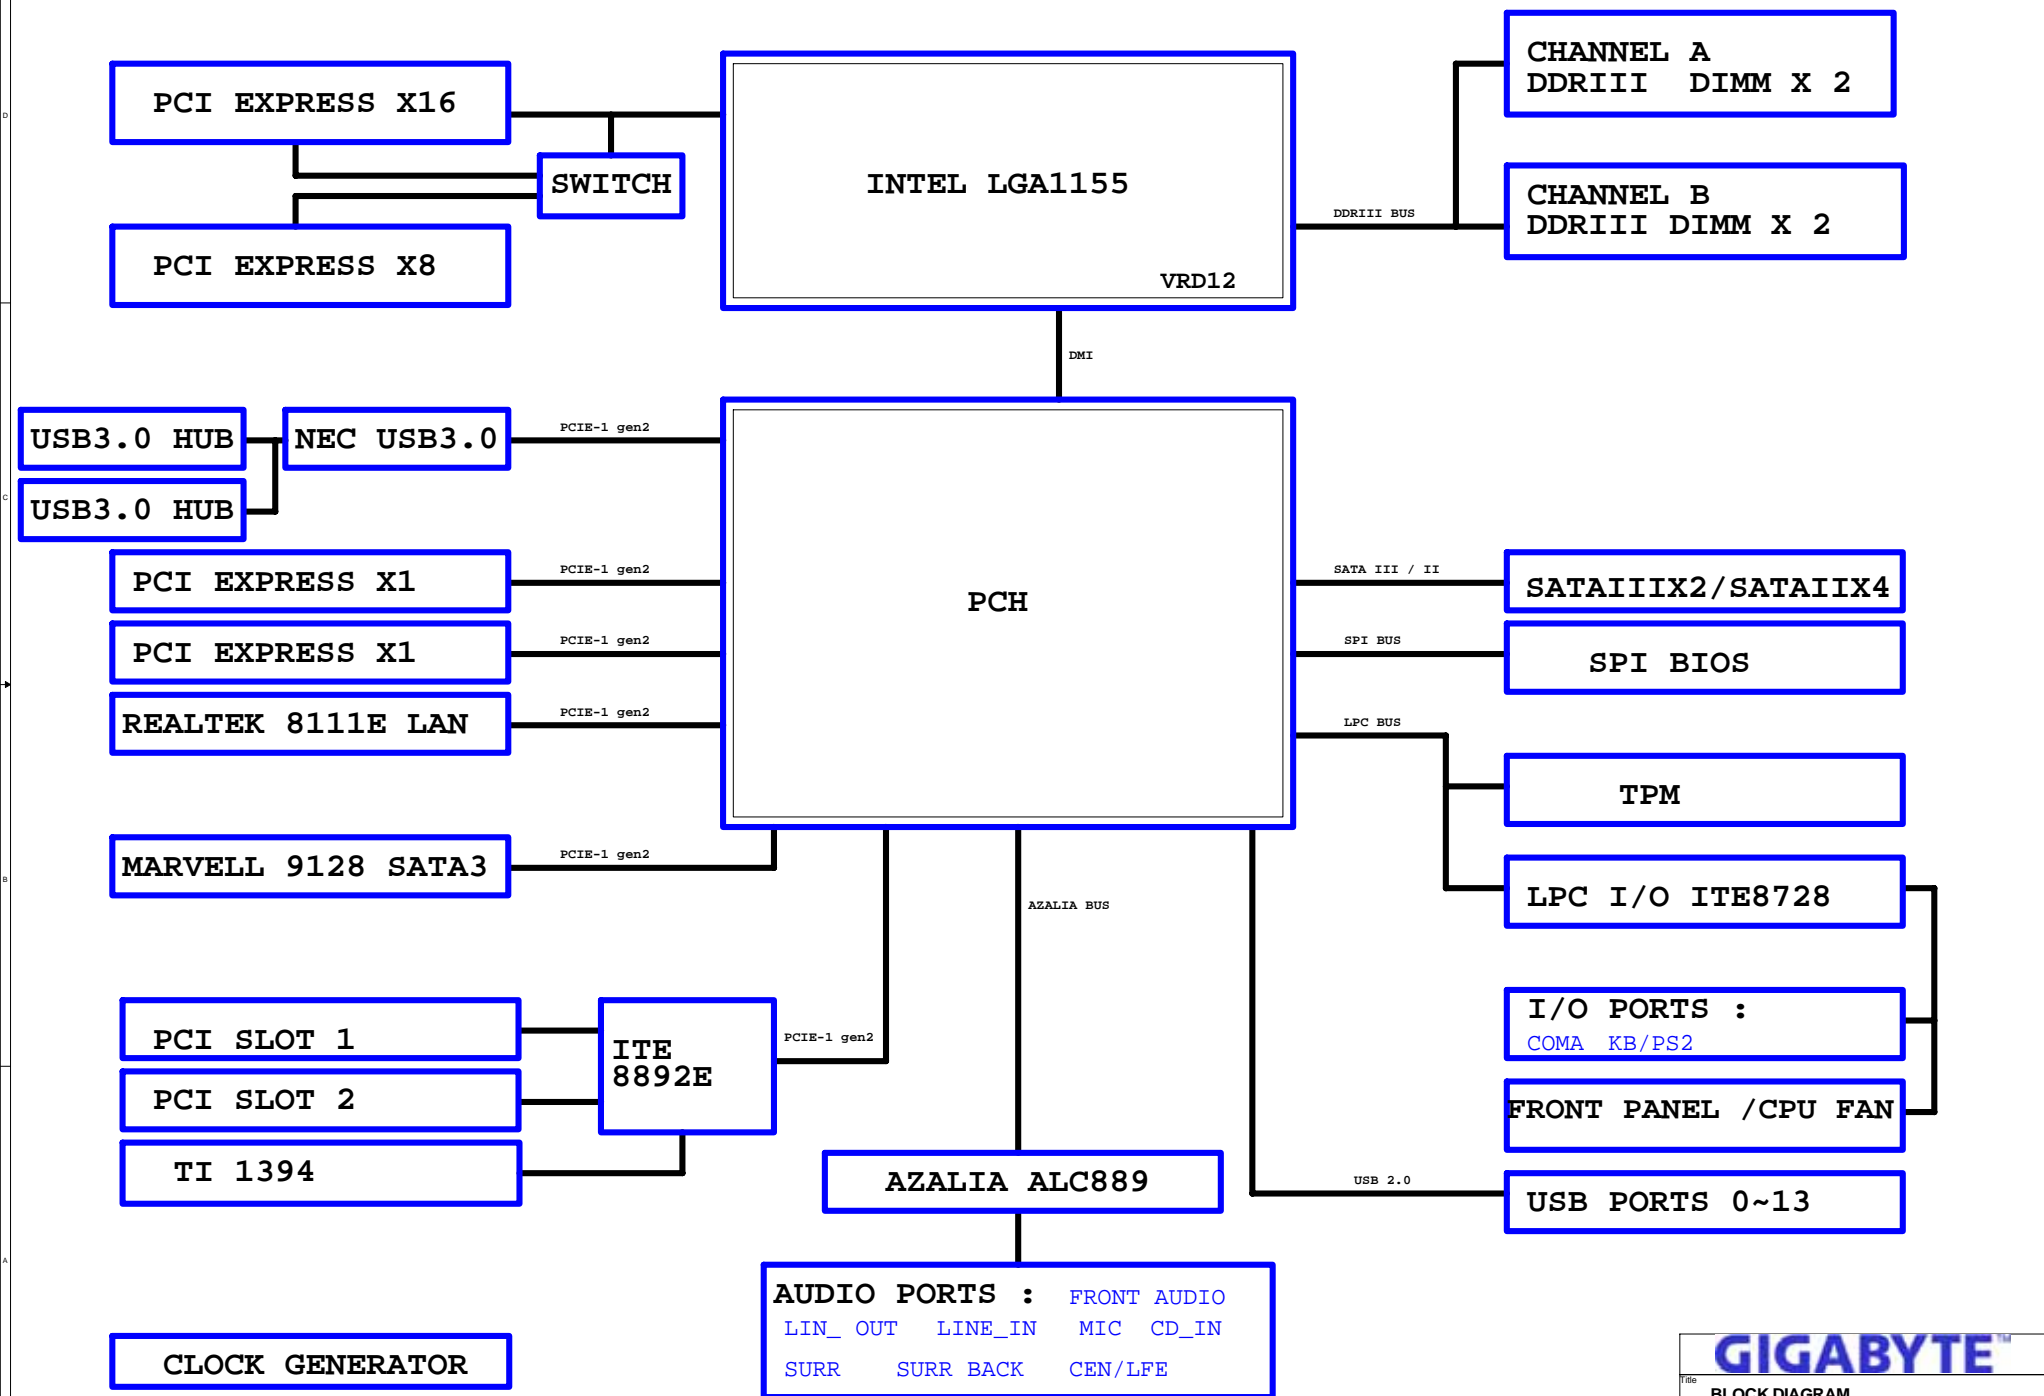 CHANNEL A
DDRIII DIMM X 2
PCI EXPRESS X16
SWITCH
INTEL LGA1155
CHANNEL B
DDRIII DIMM X 2
DDRIII BUS
PCI EXPRESS X8
VRD12
DMI
USB3.0 HUB
NEC USB3.0
PCIE-1 gen2
USB3.0 HUB
PCI EXPRESS X1
PCIE-1 gen2
PCH
SATA III / II
SATAIIIX2/SATAIIX4
PCI EXPRESS X1
PCIE-1 gen2
SPI BUS
SPI BIOS
REALTEK 8111E LAN
PCIE-1 gen2
LPC BUS
TPM
MARVELL 9128 SATA3
PCIE-1 gen2
AZALIA BUS
LPC I/O ITE8728
PCI SLOT 1
ITE
8892E
PCIE-1 gen2
I/O PORTS :
COMA KB/PS2
PCI SLOT 2
FRONT PANEL /CPU FAN
TI 1394
AZALIA ALC889
USB 2.0
USB PORTS 0~13
AUDIO PORTS : FRONT AUDIO
LIN_ OUT LINE_IN MIC CD_IN
SURR SURR BACK CEN/LFE
CLOCK GENERATOR
GIGABYTE™
Title
BLOCK DIAGRAM
D
C
B
A